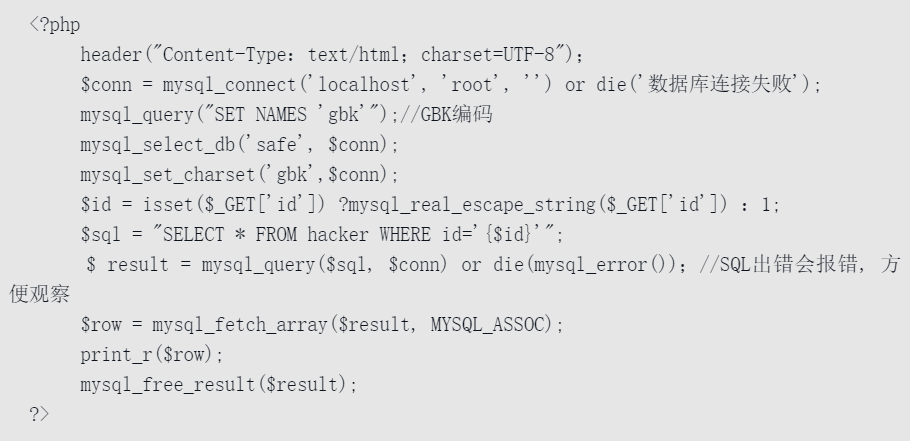 <?php
header("Content-Type: text/html; charset=UTF-8");
$conn = mysql_connect('localhost', 'root', '') or die('数据库连接失败');
mysql_query("SET NAMES 'gbk'");//GBK编码
mysql_select_db('safe', $conn);
mysql_set_charset('gbk',$conn);
$id = isset($_GET['id']) ?mysql_real_escape_string($_GET['id']) : 1;
$sql = "SELECT * FROM hacker WHERE id='{$id}'";
$ result = mysql_query($sql, $conn) or die(mysql_error()); //SQL出错会报错, 方
便观察
$row = mysql_fetch_array($result, MYSQL_ASSOC);
print_r($row);
mysql_free_result($result);
?>